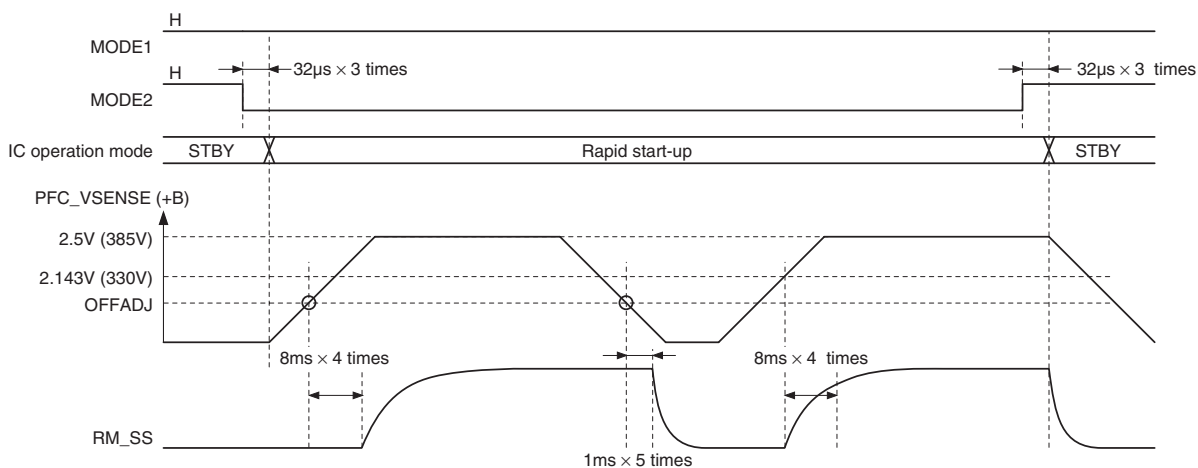 H
MODE1
32μs × 3 times
32μs × 3 times
H
MODE2
IC operation mode
STBY
Rapid start-up
STBY
PFC_VSENSE (+B)
2.5V (385V)
2.143V (330V)
OFFADJ
8ms × 4 times
8ms × 4 times
RM_SS
1ms × 5 times